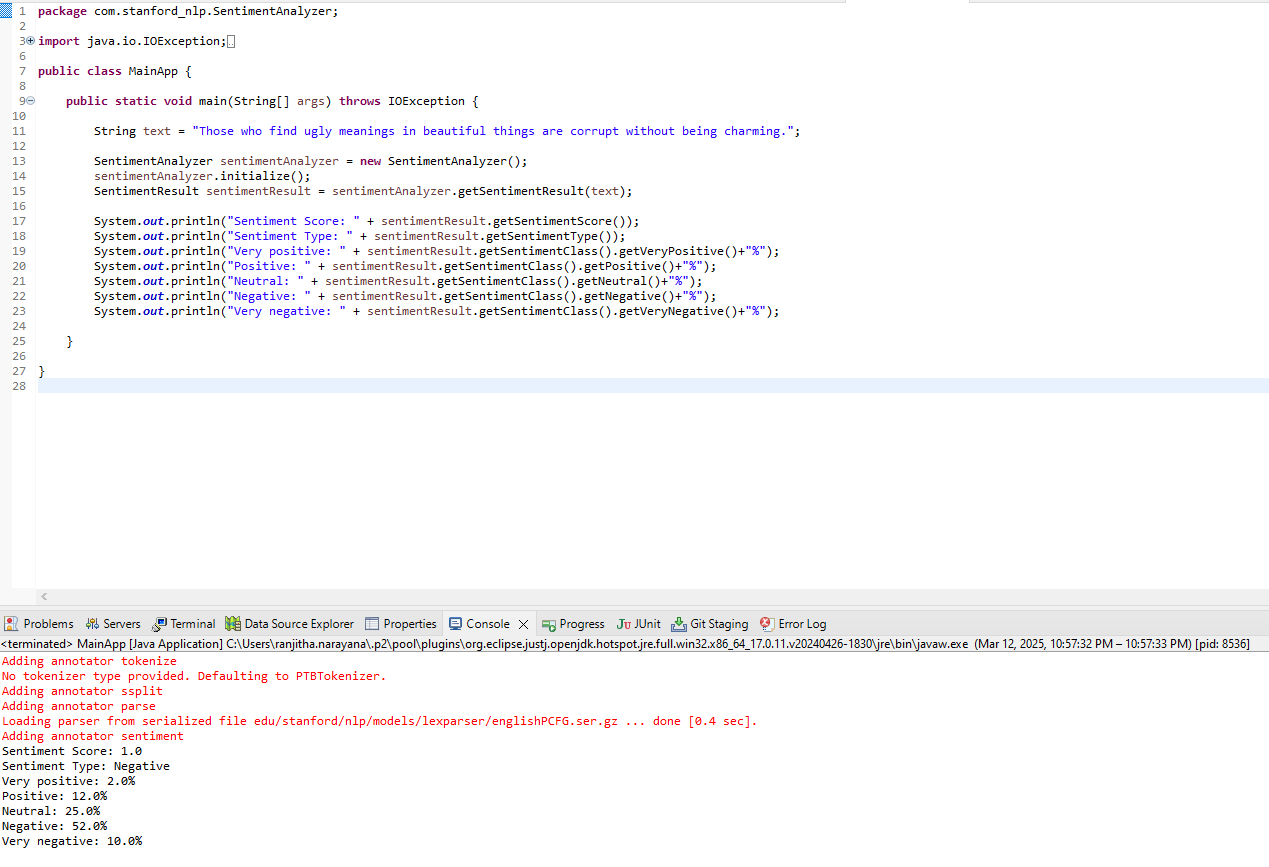 1 package com.stanford_nlp.SentimentAnalyzer;
2
3 import java.io.IOException;
6
7 public class MainApp {
8
9 public static void main(String[] args) throws IOException {
10
11 String text = "Those who find ugly meanings in beautiful things are corrupt without being charming.";
12
13 SentimentAnalyzer sentimentAnalyzer = new SentimentAnalyzer();
14 sentimentAnalyzer.initialize();
15 SentimentResult sentimentResult = sentimentAnalyzer.getSentimentResult(text);
16
17 System.out.println("Sentiment Score: " + sentimentResult.getSentimentScore());
18 System.out.println("Sentiment Type: " + sentimentResult.getSentimentType());
19 System.out.println("Very positive: " + sentimentResult.getSentimentClass().getVeryPositive()+"%");
20 System.out.println("Positive: " + sentimentResult.getSentimentClass().getPositive()+"%");
21 System.out.println("Neutral: " + sentimentResult.getSentimentClass().getNeutral()+"%");
22 System.out.println("Negative: " + sentimentResult.getSentimentClass().getNegative()+"%");
23 System.out.println("Very negative: " + sentimentResult.getSentimentClass().getVeryNegative()+"%");
24
25 }
26
27 }
28
Problems Servers Terminal Data Source Explorer Properties Console Progress JUnit Git Staging Error Log
<terminated> MainApp [Java Application] C:\Users\ranjitha.narayana\.p2\pool\plugins\org.eclipse.justj.openjdk.hotspot.jre.full.win32.x86_64_17.0.11.v20240426-1830\jre\bin\javaw.exe (Mar 12, 2025, 10:57:32 PM – 10:57:33 PM) [pid: 8536]
Adding annotator tokenize
No tokenizer type provided. Defaulting to PTBTokenizer.
Adding annotator ssplit
Adding annotator parse
Loading parser from serialized file edu/stanford/nlp/models/lexparser/englishPCFG.ser.gz ... done [0.4 sec].
Adding annotator sentiment
Sentiment Score: 1.0
Sentiment Type: Negative
Very positive: 2.0%
Positive: 12.0%
Neutral: 25.0%
Negative: 52.0%
Very negative: 10.0%